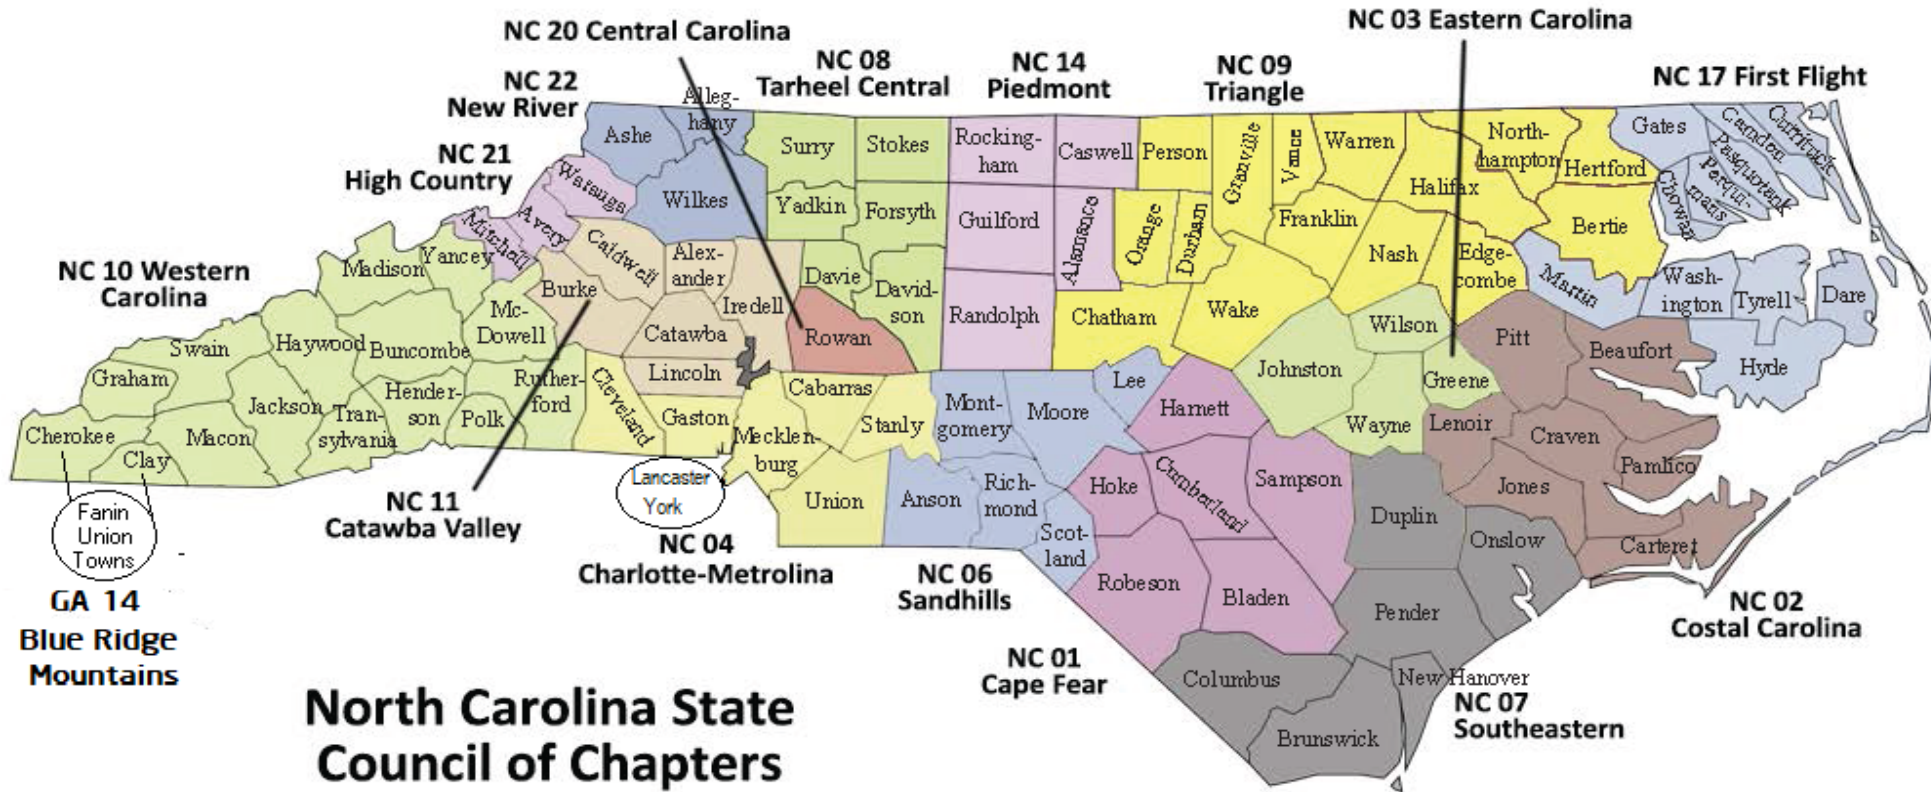 NC 20 Central Carolina
NC 03 Eastern Carolina
NC 08
Tarheel Central
NC 14
Piedmont
NC 09
Triangle
NC 17 First Flight
NC 22
New River
NC 21
High Country
NC 10 Western
Carolina
Alleg-
hany
Ashe
Wilkes
Surry
Stokes
Rocking-
ham
Caswell
Person
Granville
Vance
Warren
North-
hampton
Hertford
Gates
Camden
Currituck
Pasquotank
Perqui-
mans
Chowan
Watauga
Avery
Mitchell
Yadkin
Forsyth
Guilford
Alamance
Orange
Durham
Franklin
Halifax
Bertie
Nash
Edge-
combe
Martin
Wash-
ington
Tyrell
Dare
Madison
Yancey
Caldwell
Alex-
ander
Iredell
Davie
David-
son
Burke
Mc-
Dowell
Catawba
Rowan
Randolph
Chatham
Wake
Wilson
Pitt
Beaufort
Hyde
Swain
Haywood
Buncombe
Graham
Jackson
Hender-
son
Ruther-
ford
Polk
Tran-
sylvania
Cleveland
Lincoln
Gaston
Cabarras
Stanly
Mecklen-
burg
Mont-
gomery
Moore
Lee
Harnett
Johnston
Greene
Wayne
Lenoir
Craven
Pamlico
Cherokee
Macon
Clay
Jones
Union
Anson
Rich-
mond
Scot-
land
Hoke
Cumberland
Sampson
Duplin
Onslow
Carteret
Robeson
Bladen
Pender
Columbus
New Hanover
Brunswick
Fanin
Union
Towns
GA 14
Blue Ridge
Mountains
Lancaster
York
NC 11
Catawba Valley
NC 04
Charlotte-Metrolina
NC 06
Sandhills
NC 01
Cape Fear
NC 07
Southeastern
NC 02
Costal Carolina
North Carolina State
Council of Chapters